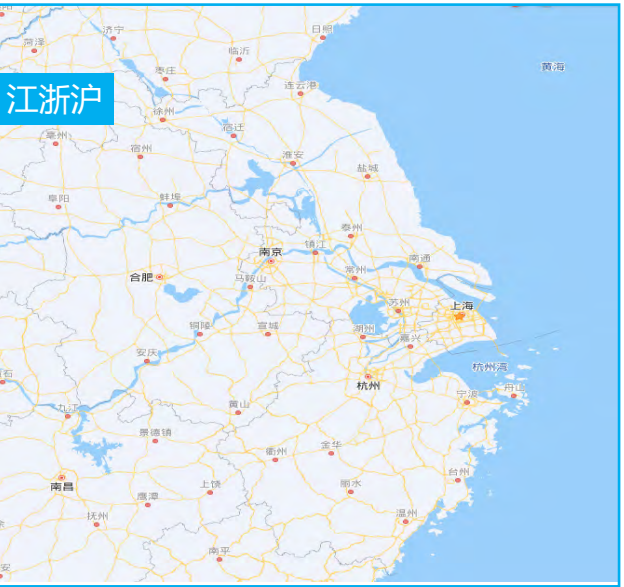 济宁
日照
菏泽
临沂
黄海
枣庄
连云港
江浙沪
徐州
宿迁
亳州
宿州
淮安
盐城
阜阳
蚌埠
泰州
镇江
南京
南通
合肥
马鞍山
常州
苏州
上海
铜陵
宣城
湖州
嘉兴
安庆
杭州湾
杭州
舟山
宁波
九江
黄山
景德镇
金华
衢州
台州
南昌
上饶
丽水
鹰潭
抚州
温州
南平